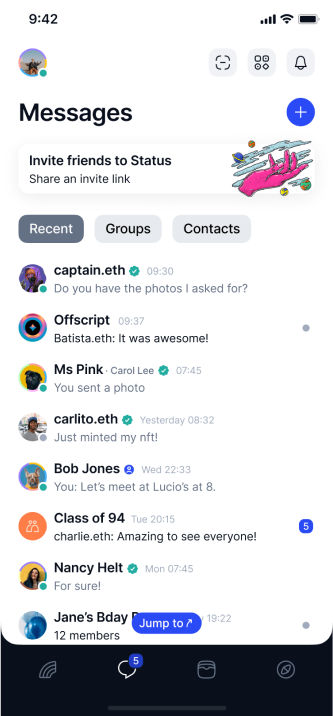 9:42
Messages
Invite friends to Status
Share an invite link
Recent
Groups
Contacts
captain.eth 09:30
Do you have the photos I asked for?
Offscript 09:37
Batista.eth: It was awesome!
Ms Pink · Carol Lee 07:45
You sent a photo
carlito.eth Yesterday 08:32
Just minted my nft!
Bob Jones Wed 22:33
You: Let’s meet at Lucio’s at 8.
Class of 94 Tue 20:15
charlie.eth: Amazing to see everyone!
5
Nancy Helt Mon 07:45
For sure!
Jane’s Bday 19:22
Jump to ↗
12 members
5